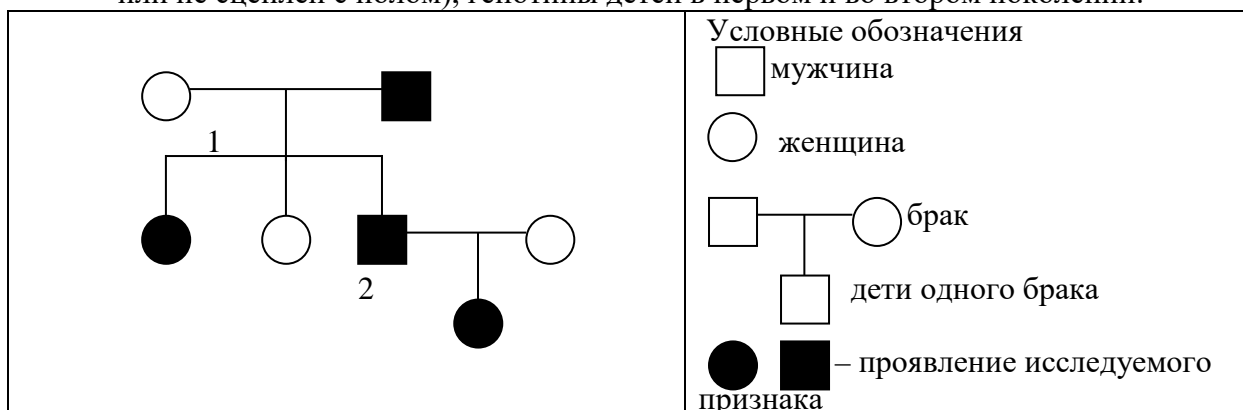 или не сцеплен с полом), генотипы детей в первом и во втором поколении.
Условные обозначения
мужчина
1
женщина
брак
2
дети одного брака
– проявление исследуемого
признака